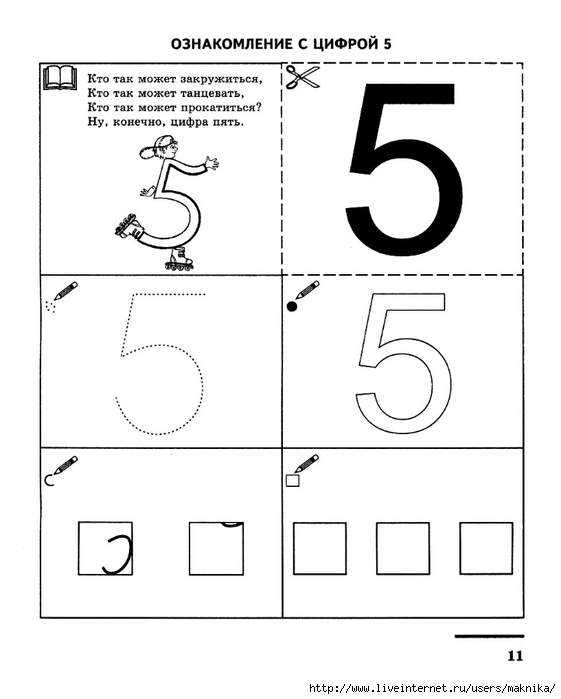 ОЗНАКОМЛЕНИЕ С ЦИФРОЙ 5
Кто так может закружиться,
Кто так может танцевать,
Кто так может прокатиться?
Ну, конечно, цифра пять.
5
5
5
5
11
http://www.liveinternet.ru/users/maknika/